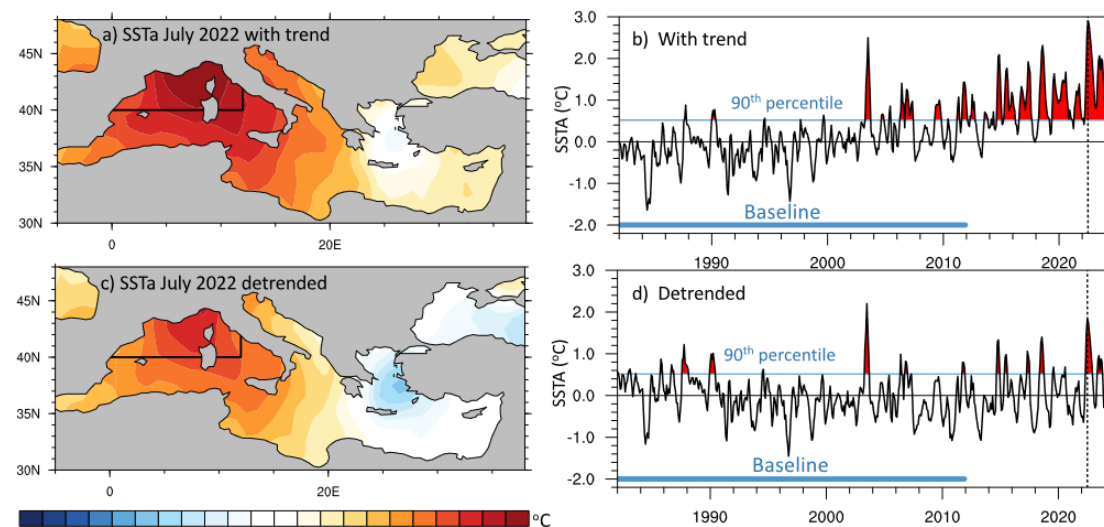 a) SSTa July 2022 with trend
45N
40N
35N
30N
0
20E
b) With trend
3.0
2.0
1.0
0.0
-1.0
-2.0
SSTA (°C)
90th percentile
Baseline
1990
2000
2010
2020
c) SSTa July 2022 detrended
45N
40N
35N
30N
0
20E
d) Detrended
3.0
2.0
1.0
0.0
-1.0
-2.0
SSTA (°C)
90th percentile
Baseline
1990
2000
2010
2020
°C